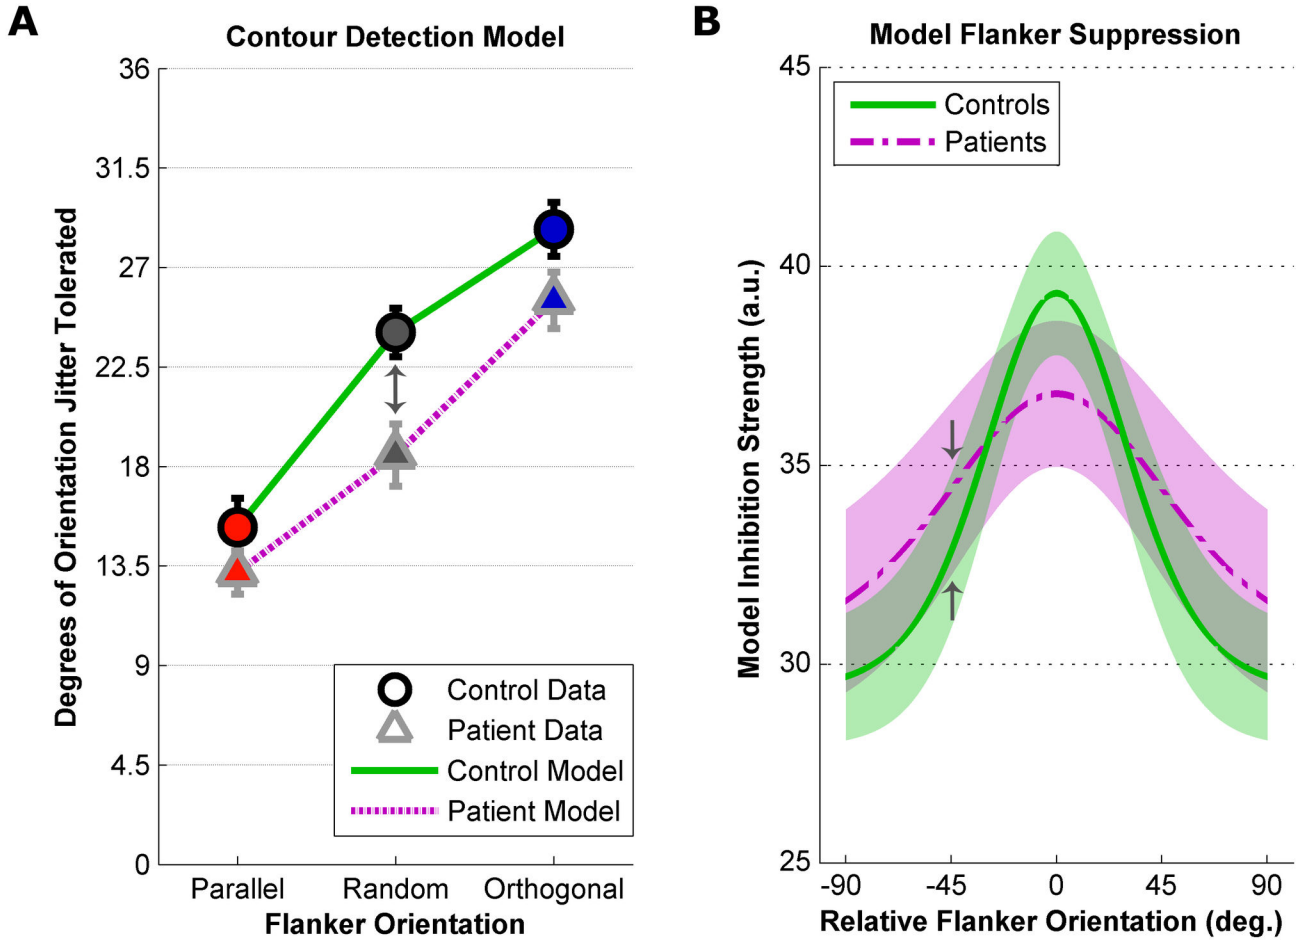 A
Contour Detection Model
Degrees of Orientation Jitter Tolerated
36
31.5
27
22.5
18
13.5
9
4.5
0
Control Data
Patient Data
Control Model
Patient Model
Parallel Random Orthogonal
Flanker Orientation
B
Model Flanker Suppression
Model Inhibition Strength (a.u.)
45
40
35
30
25
Controls
Patients
-90 -45 0 45 90
Relative Flanker Orientation (deg.)